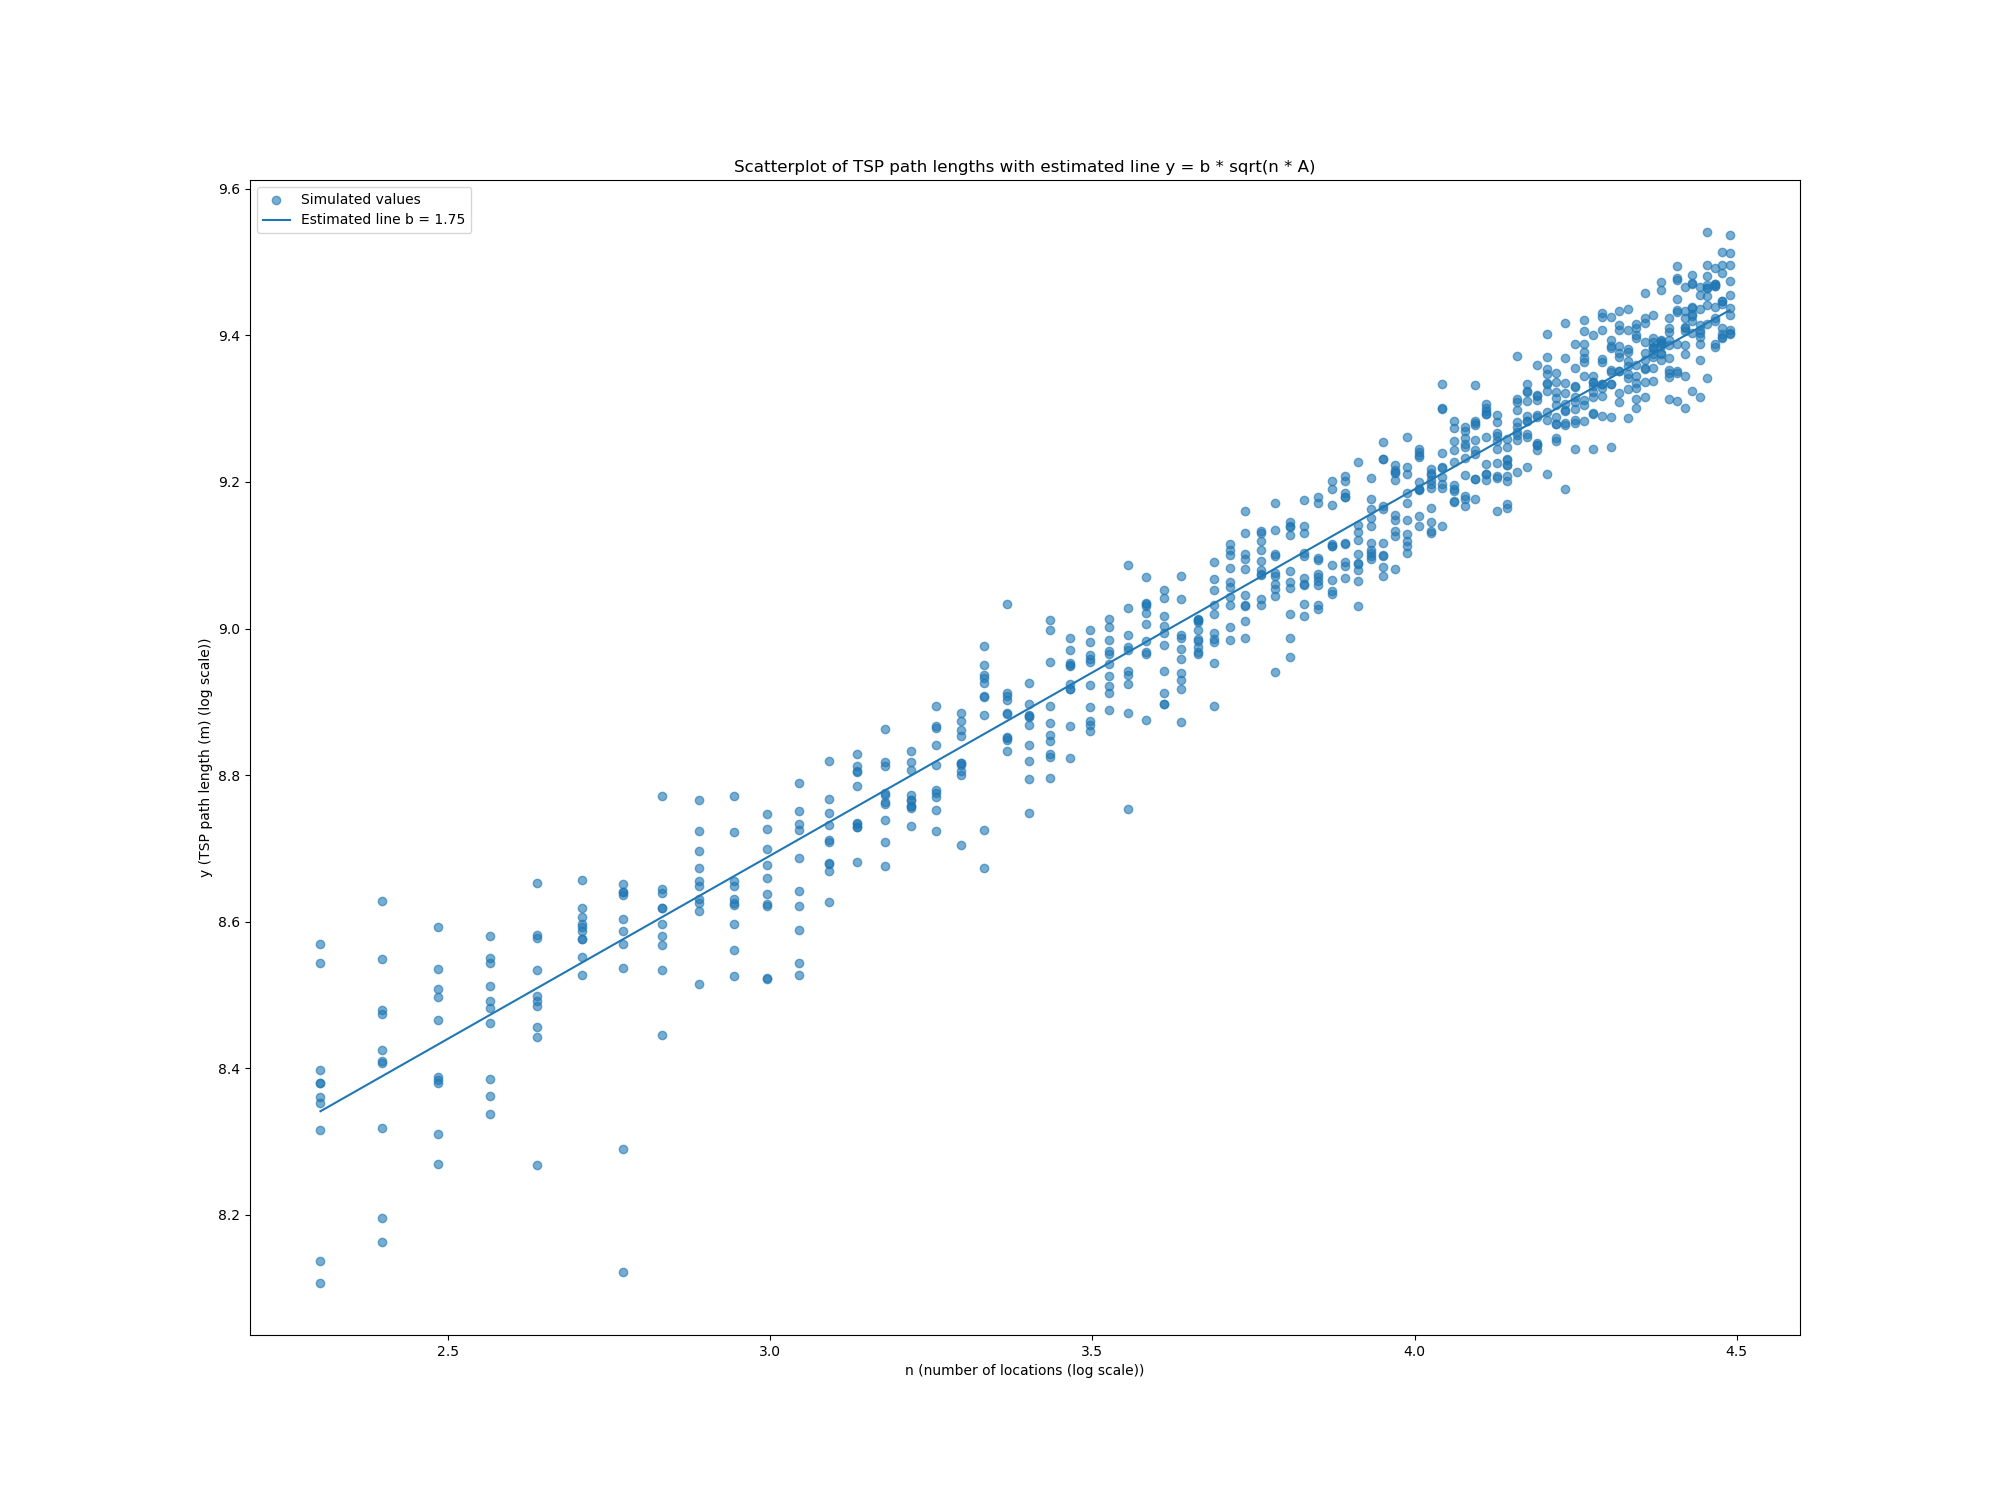 Scatterplot of TSP path lengths with estimated line y = b * sqrt(n * A)
Simulated values
Estimated line b = 1.75
9.6
9.4
9.2
9.0
8.8
8.6
8.4
8.2
y (TSP path length (m) (log scale))
2.5
3.0
3.5
4.0
4.5
n (number of locations (log scale))